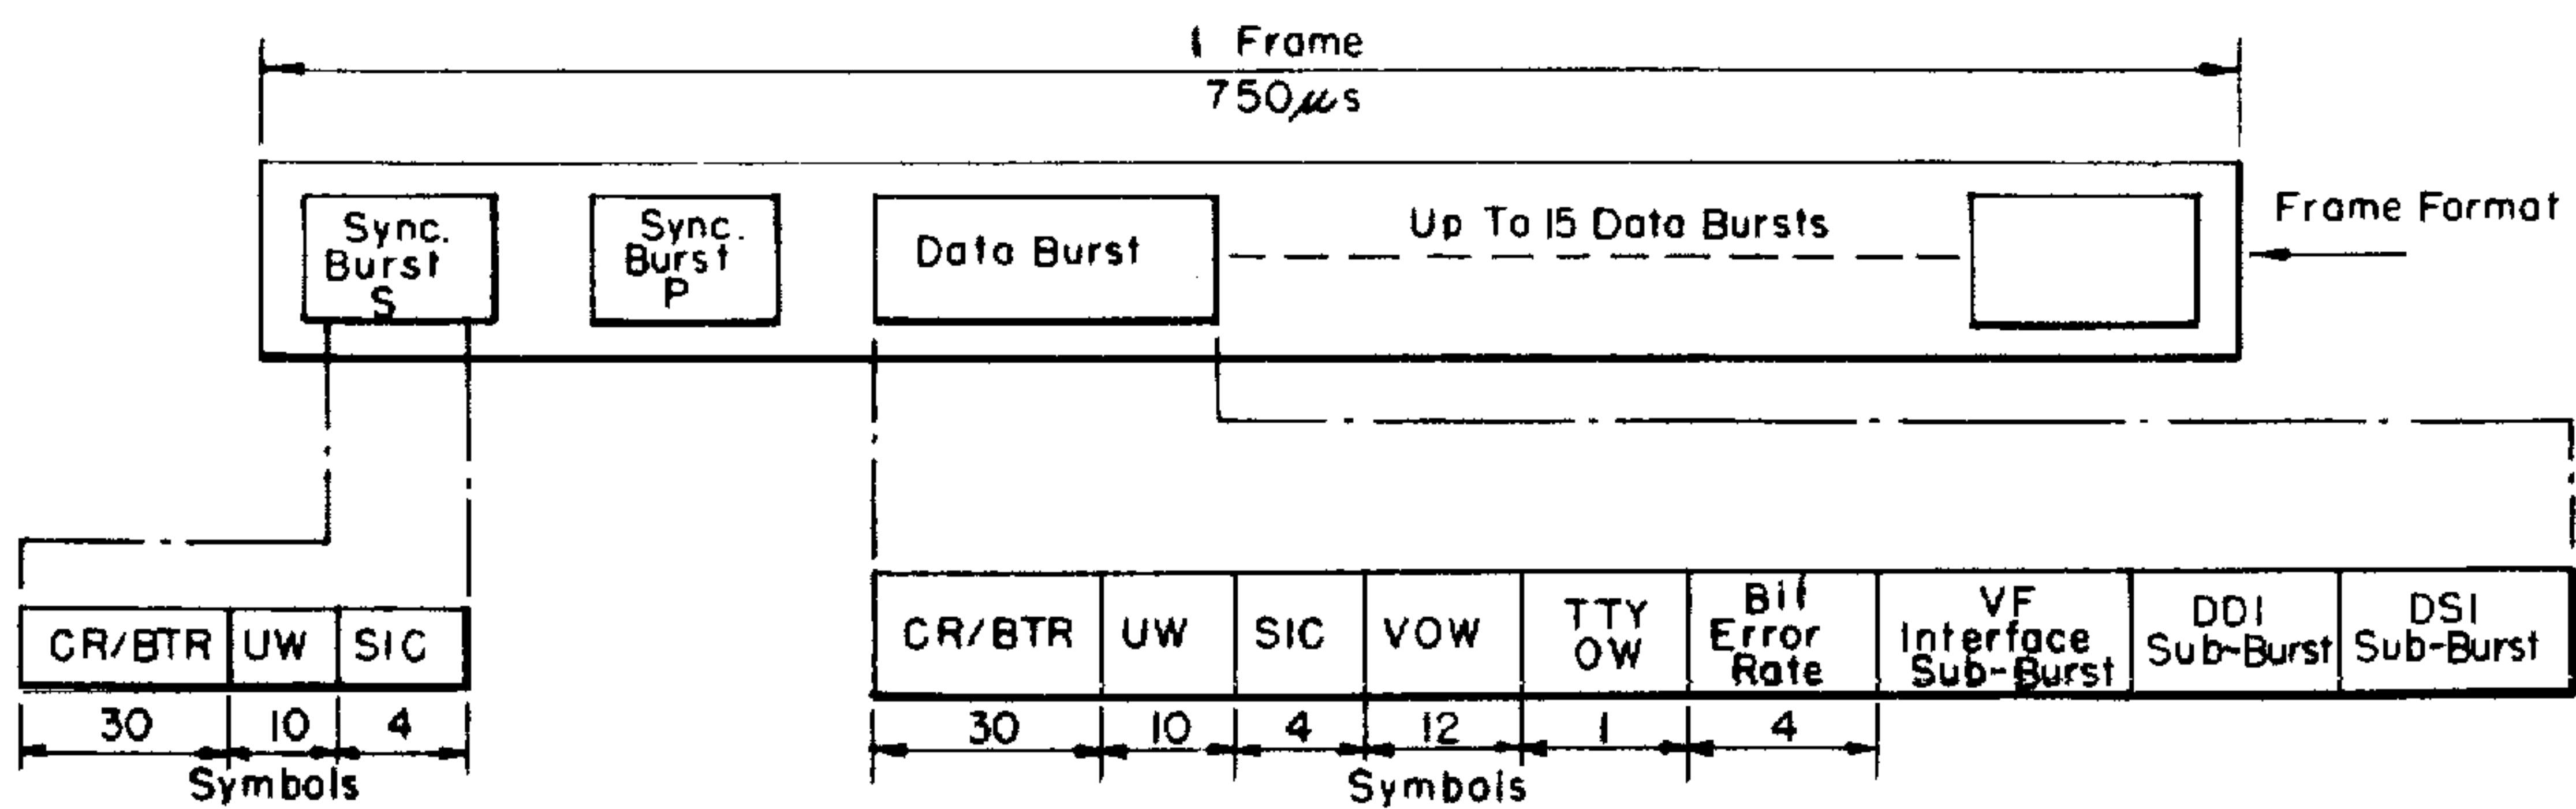 1 Frame
750µs
Sync.
Burst
S
Sync.
Burst
P
Data Burst
Up To 15 Data Bursts
Frame Format
CR/BTR UW SIC
30 10 4
Symbols
CR/BTR UW SIC VOW
TTY
OW
Bit
Error
Rate
VF
Interface
Sub-Burst
DDI
Sub-Burst
DSI
Sub-Burst
30 10 4 12 1 4
Symbols